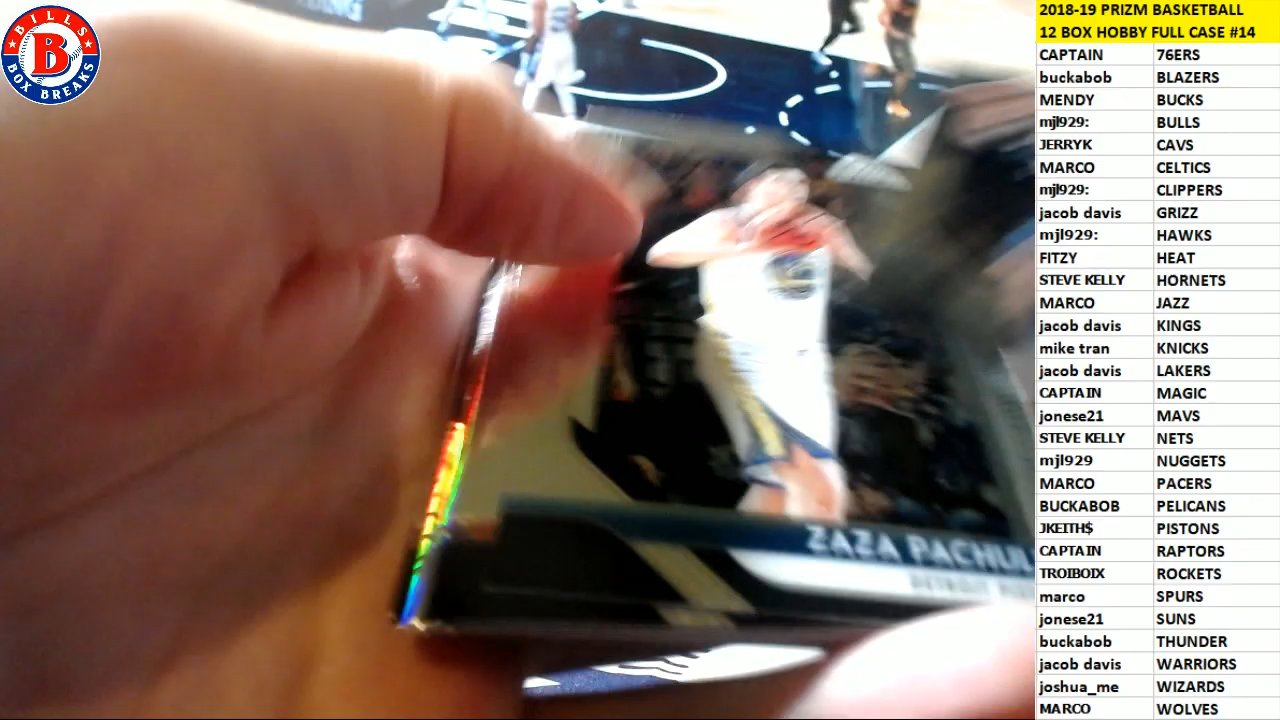 BILLS
B
BOX BREAKS
ZAZA PACHUL
2018-19 PRIZM BASKETBALL
12 BOX HOBBY FULL CASE #14
CAPTAIN 76ERS
buckabob BLAZERS
MENDY BUCKS
mjl929: BULLS
JERRYK CAVS
MARCO CELTICS
mjl929: CLIPPERS
jacob davis GRIZZ
mjl929: HAWKS
FITZY HEAT
STEVE KELLY HORNETS
MARCO JAZZ
jacob davis KINGS
mike tran KNICKS
jacob davis LAKERS
CAPTAIN MAGIC
jonese21 MAVS
STEVE KELLY NETS
mjl929 NUGGETS
MARCO PACERS
BUCKABOB PELICANS
JKEITH$ PISTONS
CAPTAIN RAPTORS
TROIBOIX ROCKETS
marco SPURS
jonese21 SUNS
buckabob THUNDER
jacob davis WARRIORS
joshua_me WIZARDS
MARCO WOLVES